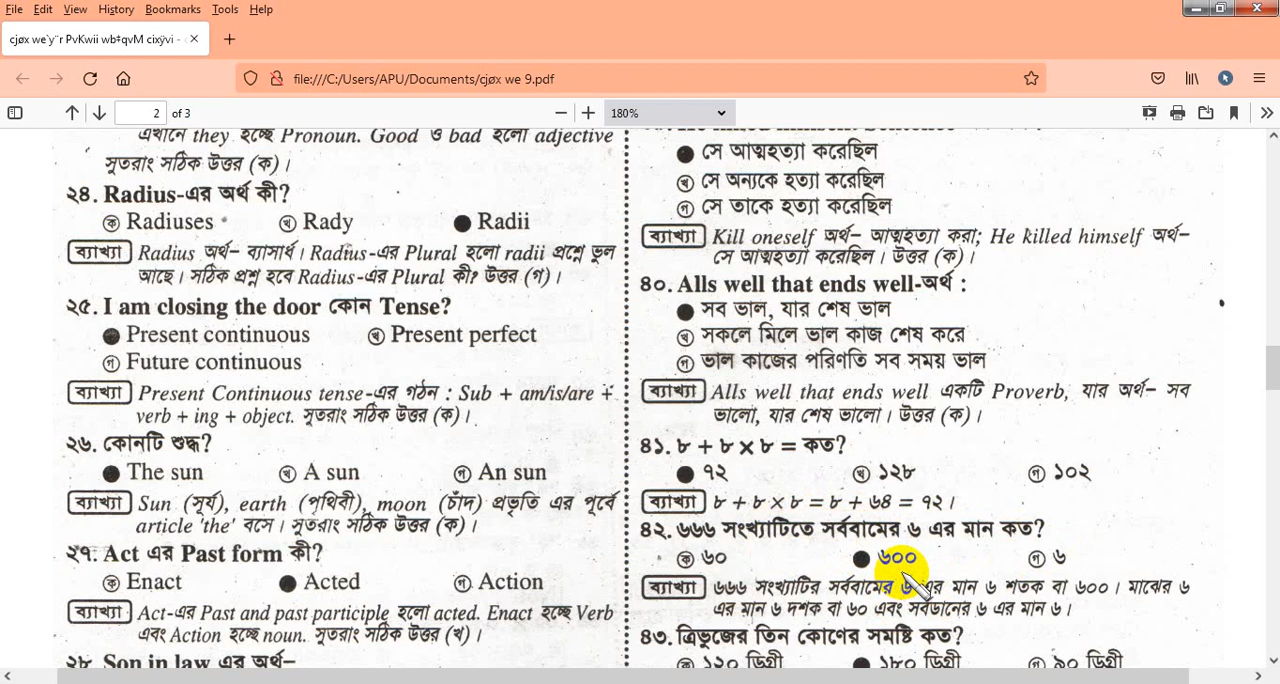 File Edit View History Bookmarks Tools Help
cjøx we`y¨r PvKwii wb‡qvM cixÿvi -
file:///C:/Users/APU/Documents/cjøx we 9.pdf
2 of 3
180%
এখানে they হচ্ছে Pronoun. Good ও bad হলো adjective
সুতরাং সঠিক উত্তর (ক)।
২৪. Radius-এর অর্থ কী?
ক Radiuses খ Rady Radii
ব্যাখ্যা Radius অর্থ– ব্যাসার্ধ। Radius-এর Plural হলো radii প্রশ্নে ভুল
আছে। সঠিক প্রশ্ন হবে Radius-এর Plural কী? উত্তর (গ)।
২৫. I am closing the door কোন Tense?
Present continuous খ Present perfect
গ Future continuous
ব্যাখ্যা Present Continuous tense-এর গঠন : Sub + am/is/are +
verb + ing + object. সুতরাং সঠিক উত্তর (ক)।
২৬. কোনটি শুদ্ধ?
The sun খ A sun গ An sun
ব্যাখ্যা Sun (সূর্য), earth (পৃথিবী), moon (চাঁদ) প্রভৃতি এর পূর্বে
article 'the' বসে। সুতরাং সঠিক উত্তর (ক)।
২৭. Act এর Past form কী?
ক Enact Acted গ Action
ব্যাখ্যা Act-এর Past and past participle হলো acted. Enact হচ্ছে Verb
এবং Action হচ্ছে noun. সুতরাং সঠিক উত্তর (খ)।
২৮. Son in law এর অর্থ–
সে আত্মহত্যা করেছিল
খ সে অন্যকে হত্যা করেছিল
গ সে তাকে হত্যা করেছিল
ব্যাখ্যা Kill oneself অর্থ– আত্মহত্যা করা; He killed himself অর্থ–
সে আত্মহত্যা করেছিল। উত্তর (ক)।
৪০. Alls well that ends well-অর্থ :
সব ভাল, যার শেষ ভাল
খ সকলে মিলে ভাল কাজ শেষ করে
গ ভাল কাজের পরিণতি সব সময় ভাল
ব্যাখ্যা Alls well that ends well একটি Proverb, যার অর্থ– সব
ভালো, যার শেষ ভালো। উত্তর (ক)।
৪১. ৮ + ৮ × ৮ = কত?
৭২ খ ১২৮ গ ১০২
ব্যাখ্যা ৮ + ৮ × ৮ = ৮ + ৬৪ = ৭২।
৪২. ৬৬৬ সংখ্যাটিতে সর্ববামের ৬ এর মান কত?
ক ৬০ ৬০০ গ ৬
ব্যাখ্যা ৬৬৬ সংখ্যাটির সর্ববামের ৬ এর মান ৬ শতক বা ৬০০। মাঝের ৬
এর মান ৬ দশক বা ৬০ এবং সর্বডানের ৬ এর মান ৬।
৪৩. ত্রিভুজের তিন কোণের সমষ্টি কত?
ক ১২০ ডিগ্রী ১৮০ ডিগ্রী গ ৯০ ডিগ্রী